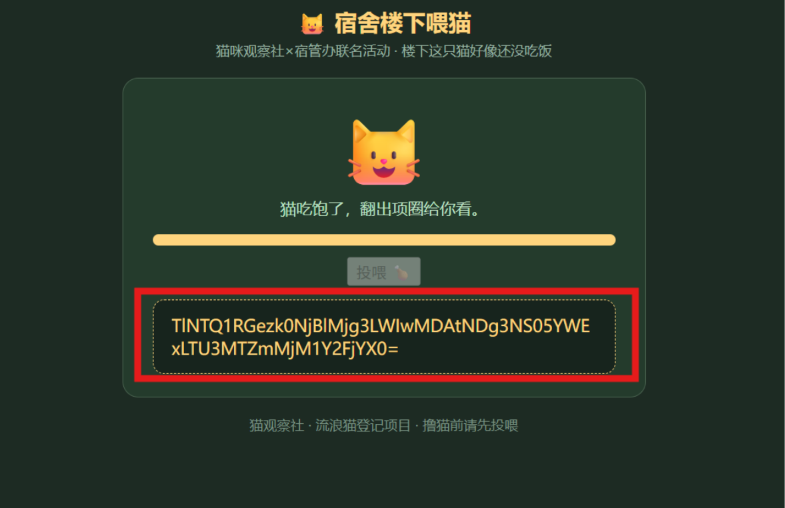 宿舍楼下喂猫
猫咪观察社×宿管办联名活动 · 楼下这只猫好像还没吃饭
猫吃饱了，翻出项圈给你看。
投喂
TlNTQ1RGezk0NjBlMjg3LWIwMDAtNDg3NS05YWE
xLTU3MTZmMjM1Y2FjYX0=
猫观察社 · 流浪猫登记项目 · 撸猫前请先投喂